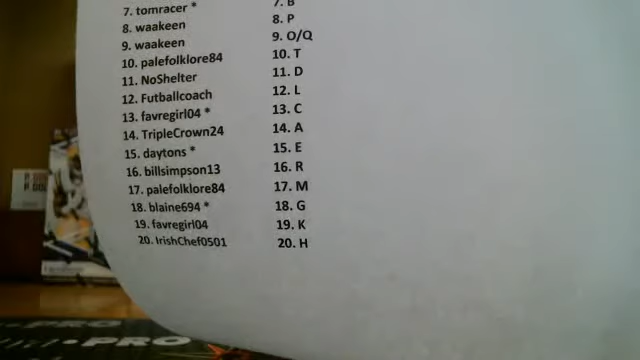 7. tomracer * 7. B
8. waakeen 8. P
9. waakeen 9. O/Q
10. palefolklore84 10. T
11. NoShelter 11. D
12. Futballcoach 12. L
13. favregirl04 * 13. C
14. TripleCrown24 14. A
15. daytons * 15. E
16. billsimpson13 16. R
17. palefolklore84 17. M
18. blaine694 * 18. G
19. favregirl04 19. K
20. IrishChef0501 20. H
PRO
PRO